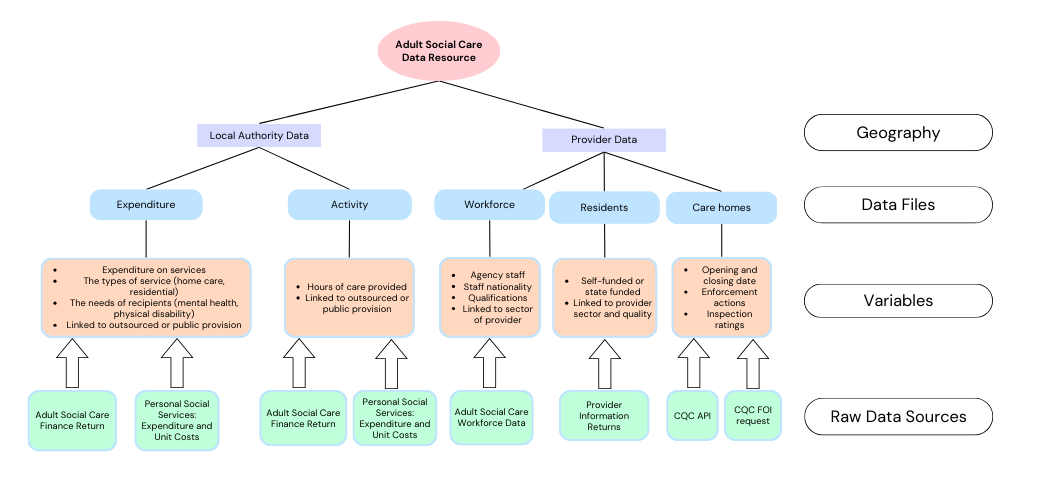 Adult Social Care
Data Resource
Local Authority Data
Provider Data
Geography
Expenditure
Activity
Workforce
Residents
Care homes
Data Files
• Expenditure on services
• The types of service (home care,
residential)
• The needs of recipients (mental health,
physical disability)
• Linked to outsourced or public provision
• Hours of care provided
• Linked to outsourced or
public provision
• Agency staff
• Staff nationality
• Qualifications
• Linked to sector
of provider
• Self-funded or
state funded
• Linked to provider
sector and quality
• Opening and
closing date
• Enforcement
actions
• Inspection
ratings
Variables
Adult Social Care
Finance Return
Personal Social
Services:
Expenditure and
Unit Costs
Adult Social Care
Finance Return
Personal Social
Services:
Expenditure and
Unit Costs
Adult Social Care
Workforce Data
Provider
Information
Returns
CQC API
CQC FOI
request
Raw Data Sources